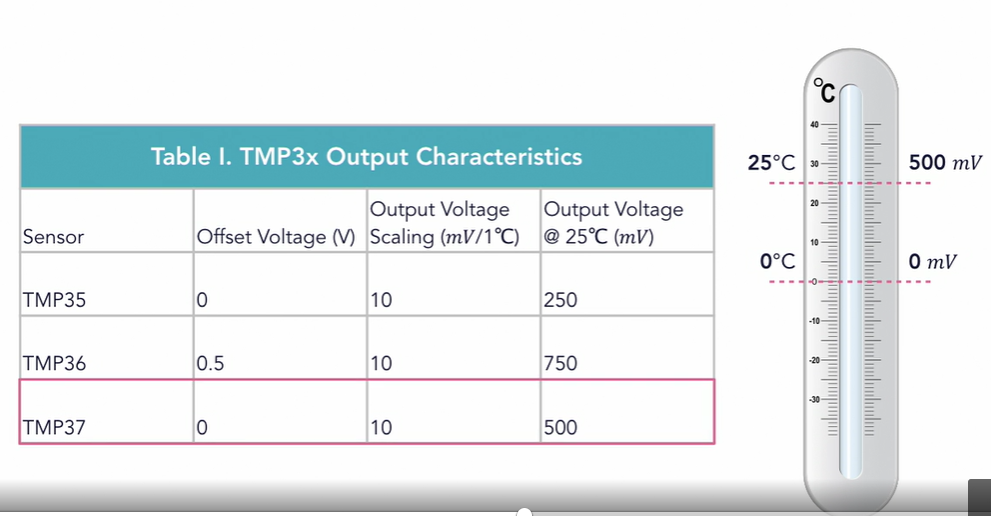 Table I. TMP3x Output Characteristics
Sensor
Offset Voltage (V)
Output Voltage
Scaling (mV/1℃)
Output Voltage
@ 25℃ (mV)
TMP35 0 10 250
TMP36 0.5 10 750
TMP37 0 10 500
°C
40
25°C 30 500 mV
20
10
0°C 0 mV
0
-10
-20
-30